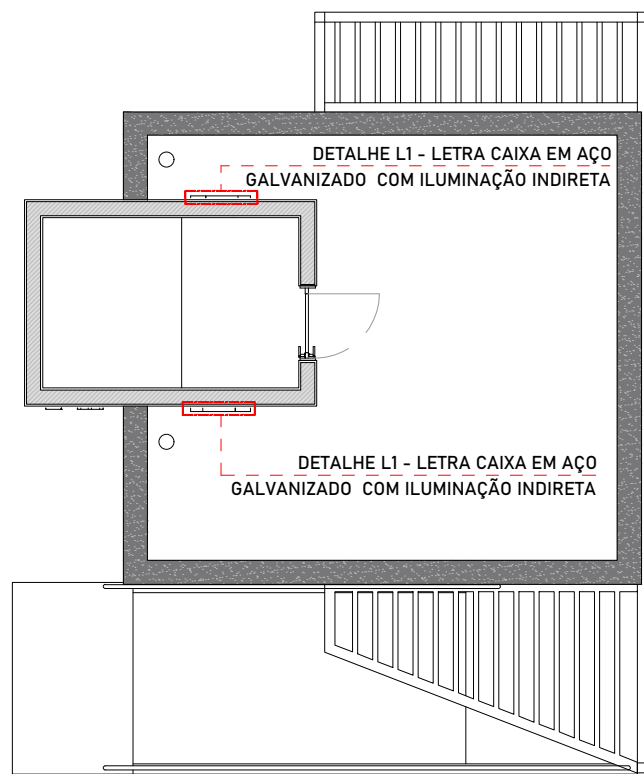 DETALHE L1 - LETRA CAIXA EM AÇO
GALVANIZADO COM ILUMINAÇÃO INDIRETA
DETALHE L1 - LETRA CAIXA EM AÇO
GALVANIZADO COM ILUMINAÇÃO INDIRETA